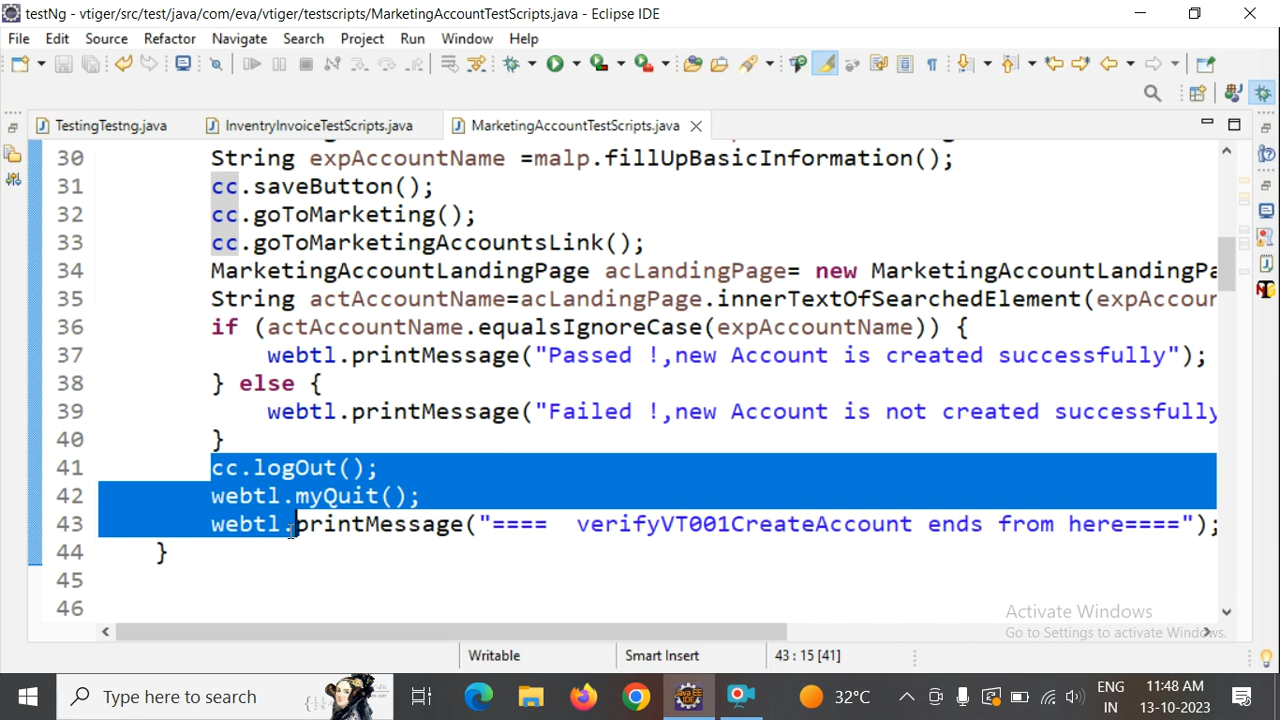 testNg - vtiger/src/test/java/com/eva/vtiger/testscripts/MarketingAccountTestScripts.java - Eclipse IDE
File Edit Source Refactor Navigate Search Project Run Window Help
TestingTestng.java InventryInvoiceTestScripts.java MarketingAccountTestScripts.java
30 String expAccountName =malp.fillUpBasicInformation();
31 cc.saveButton();
32 cc.goToMarketing();
33 cc.goToMarketingAccountsLink();
34 MarketingAccountLandingPage acLandingPage= new MarketingAccountLandingPa
35 String actAccountName=acLandingPage.innerTextOfSearchedElement(expAccour
36 if (actAccountName.equalsIgnoreCase(expAccountName)) {
37 webtl.printMessage("Passed !,new Account is created successfully");
38 } else {
39 webtl.printMessage("Failed !,new Account is not created successfully
40 }
41 cc.logOut();
42 webtl.myQuit();
43 webtl.printMessage("==== verifyVT001CreateAccount ends from here====");
44 }
45
46
Activate Windows
Go to Settings to activate Windows.
Writable Smart Insert 43 : 15 [41]
Type here to search 32°C ENG 11:48 AM
IN 13-10-2023